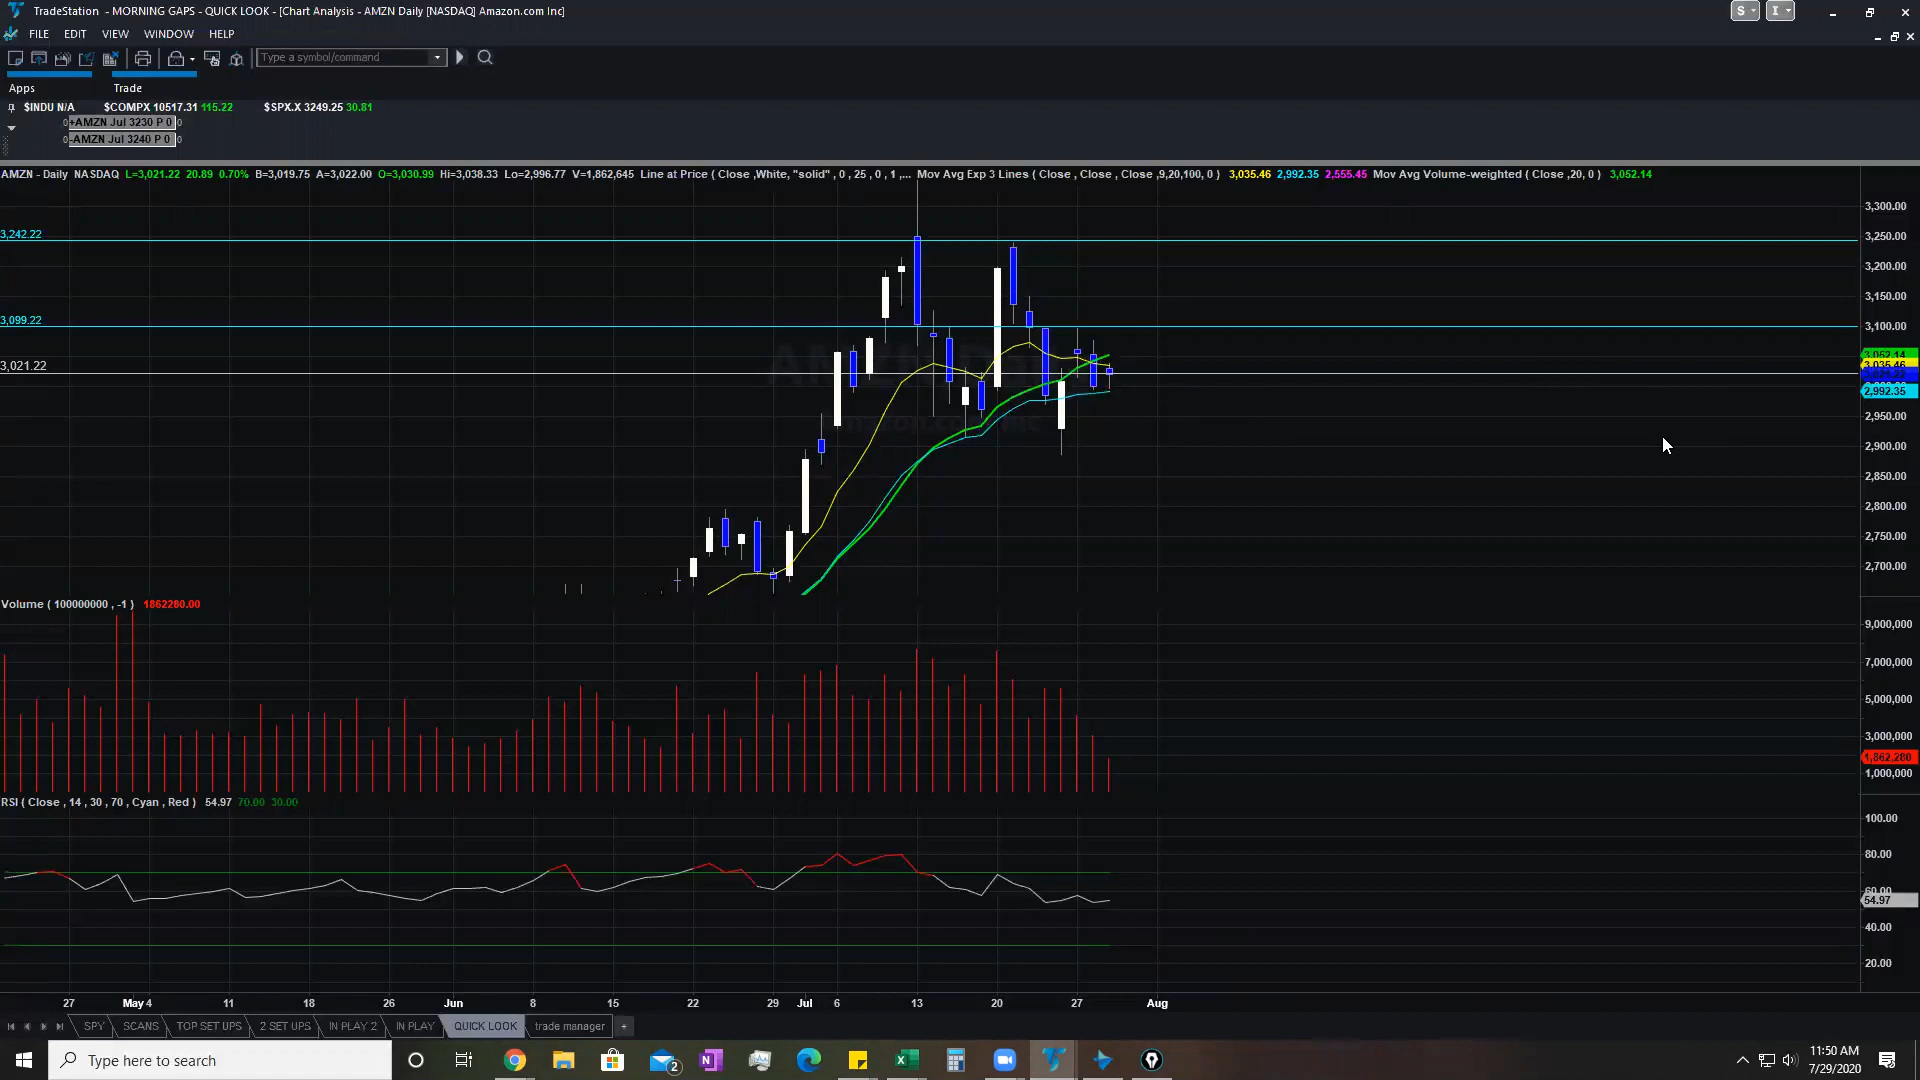 TradeStation - MORNING GAPS - QUICK LOOK - [Chart Analysis - AMZN Daily [NASDAQ] Amazon.com Inc]
S I
FILE EDIT VIEW WINDOW HELP
Type a symbol/command
Apps Trade
$INDU N/A $COMPX 10517.31 115.22 $SPX.X 3249.25 30.81
0 +AMZN Jul 3230 P 0 0
0 -AMZN Jul 3240 P 0 0
AMZN - Daily NASDAQ L=3,021.22 20.89 0.70% B=3,019.75 A=3,022.00 O=3,030.99 Hi=3,038.33 Lo=2,996.77 V=1,862,645 Line at Price ( Close ,White, "solid" , 0 , 25 , 0 , 1 ,... Mov Avg Exp 3 Lines ( Close , Close , Close ,9,20,100, 0 ) 3,035.46 2,992.35 2,555.45 Mov Avg Volume-weighted ( Close ,20, 0 ) 3,052.14
3,300.00
3,242.22 3,250.00
3,200.00
3,150.00
3,099.22 3,100.00
3,052.14
3,035.46
3,021.22
2,992.35
2,950.00
2,900.00
2,850.00
2,800.00
2,750.00
2,700.00
Volume ( 100000000 , -1 ) 1862280.00
9,000,000
7,000,000
5,000,000
3,000,000
1,862,280
1,000,000
RSI ( Close , 14 , 30 , 70 , Cyan , Red ) 54.97 70.00 30.00
100.00
80.00
60.00
54.97
40.00
20.00
27 May 4 11 18 26 Jun 8 15 22 29 Jul 6 13 20 27 Aug
SPY SCANS TOP SET UPS 2 SET UPS IN PLAY 2 IN PLAY QUICK LOOK trade manager +
Type here to search
2
11:50 AM
7/29/2020